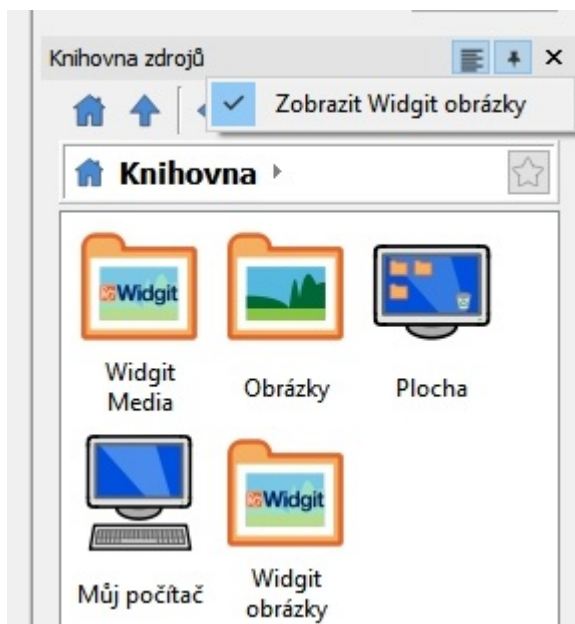 Knihovna zdrojů
Zobrazit Widgit obrázky
Knihovna
Widgit
Widgit
Media
Obrázky
Plocha
Můj počítač
Widgit
Widgit
obrázky